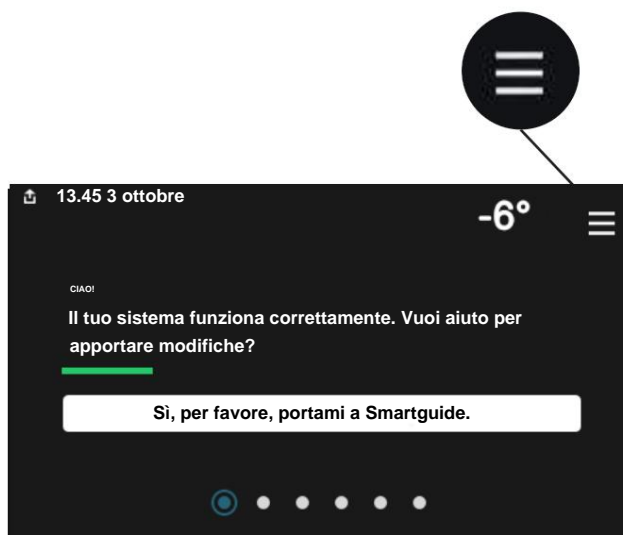 13.45 3 ottobre
-6°
CIAO!
Il tuo sistema funziona correttamente. Vuoi aiuto per
apportare modifiche?
Sì, per favore, portami a Smartguide.